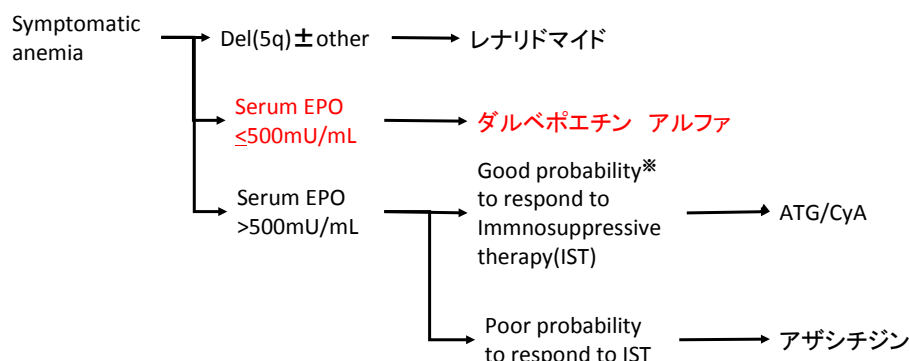 Symptomatic
anemia
Del(5q)±other
レナリドマイド
Serum EPO
≤500mU/mL
ダルベポエチン アルファ
Serum EPO
>500mU/mL
Good probability※
to respond to
Immnosuppressive
therapy(IST)
ATG/CyA
Poor probability
to respond to IST
アザシチジン